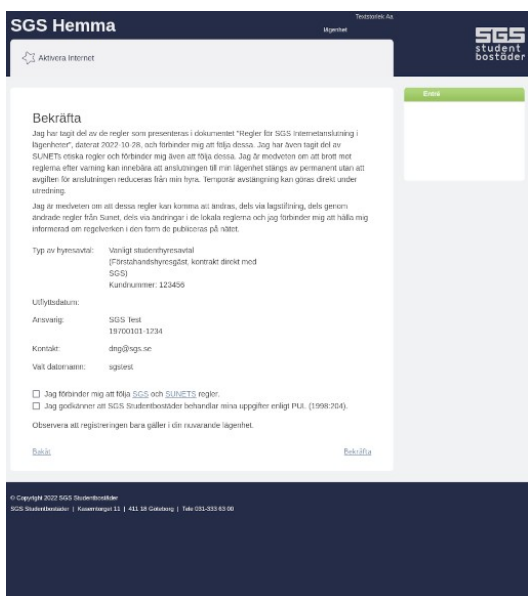 SGS Hemma
Textstorlek Aa
lägenhet
SGS
student
bostäder
Aktivera Internet
Entré
Bekräfta
Jag har tagit del av de regler som presenteras i dokumentet "Regler för SGS Internetanslutning i
lägenheter", daterat 2022-10-28, och förbinder mig att följa dessa. Jag har även tagit del av
SUNETs etiska regler och förbinder mig även att följa dessa. Jag är medveten om att brott mot
reglerna efter varning kan innebära att anslutningen till min lägenhet stängs av permanent utan att
avgiften för anslutningen reduceras från min hyra. Temporär avstängning kan göras direkt under
utredning.
Jag är medveten om att dessa regler kan komma att ändras, dels via lagstiftning, dels genom
ändrade regler från Sunet, dels via ändringar i de lokala reglerna och jag förbinder mig att hålla mig
informerad om regelverken i den form de publiceras på nätet.
Typ av hyresavtal: Vanligt studenthyresavtal
(Förstahandshyresgäst, kontrakt direkt med
SGS)
Kundnummer: 123456
Utflyttsdatum:
Ansvarig: SGS Test
19700101-1234
Kontakt: dng@sgs.se
Valt datornamn: sgstest
Jag förbinder mig att följa SGS och SUNETS regler.
Jag godkänner att SGS Studentbostäder behandlar mina uppgifter enligt PUL (1998:204).
Observera att registreringen bara gäller i din nuvarande lägenhet.
Bakåt Bekräfta
© Copyright 2022 SGS Studentbostäder
SGS Studentbostäder | Kaserntorget 11 | 411 18 Göteborg | Tele 031-333 63 00